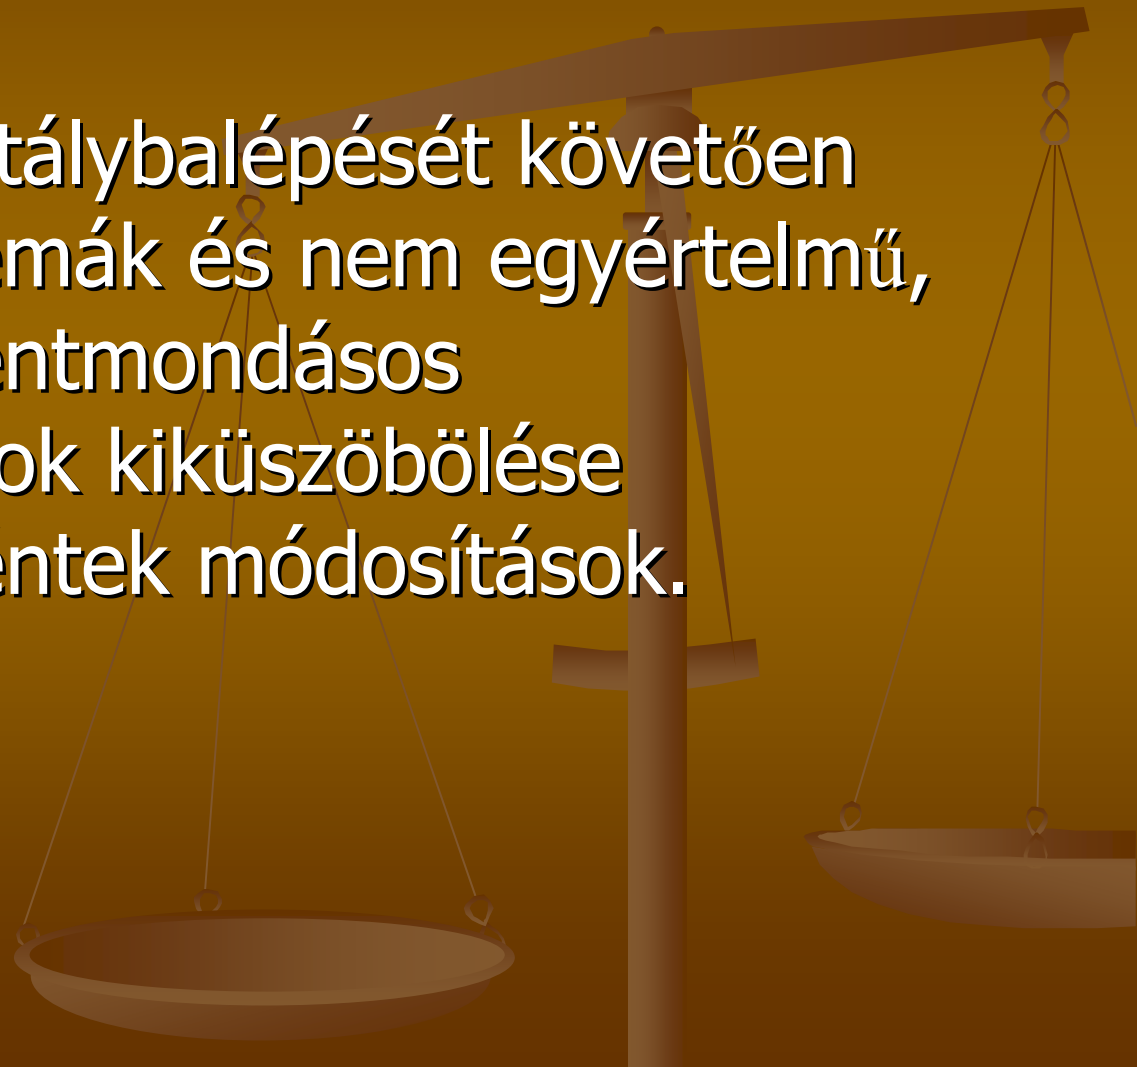 tálybalépését követően
emák és nem egyértelmű,
entmondásos
ok kiküszöbölése
entek módosítások.